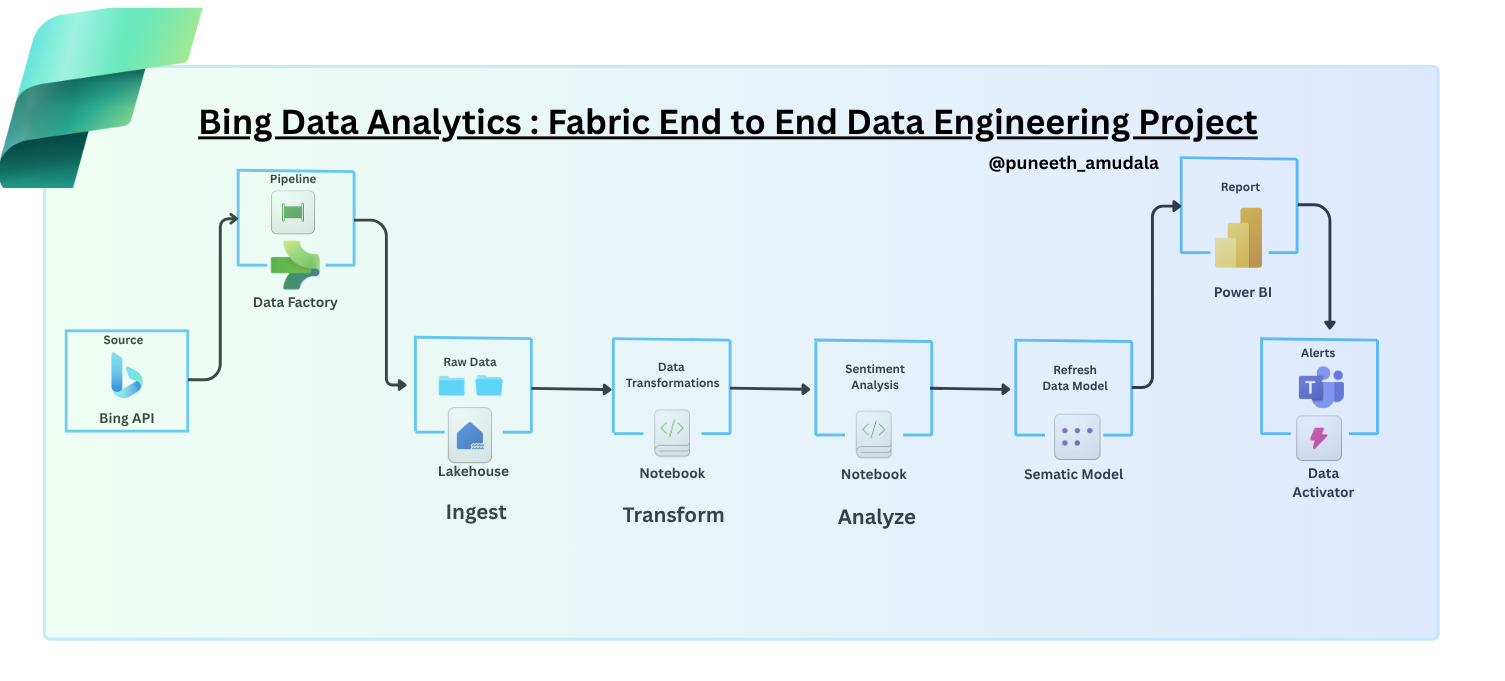 Bing Data Analytics : Fabric End to End Data Engineering Project
@puneeth_amudala
Source
Bing API
Pipeline
Data Factory
Raw Data
Lakehouse
Ingest
Data
Transformations
Notebook
Transform
Sentiment
Analysis
Notebook
Analyze
Refresh
Data Model
Sematic Model
Report
Power BI
Alerts
T
Data
Activator